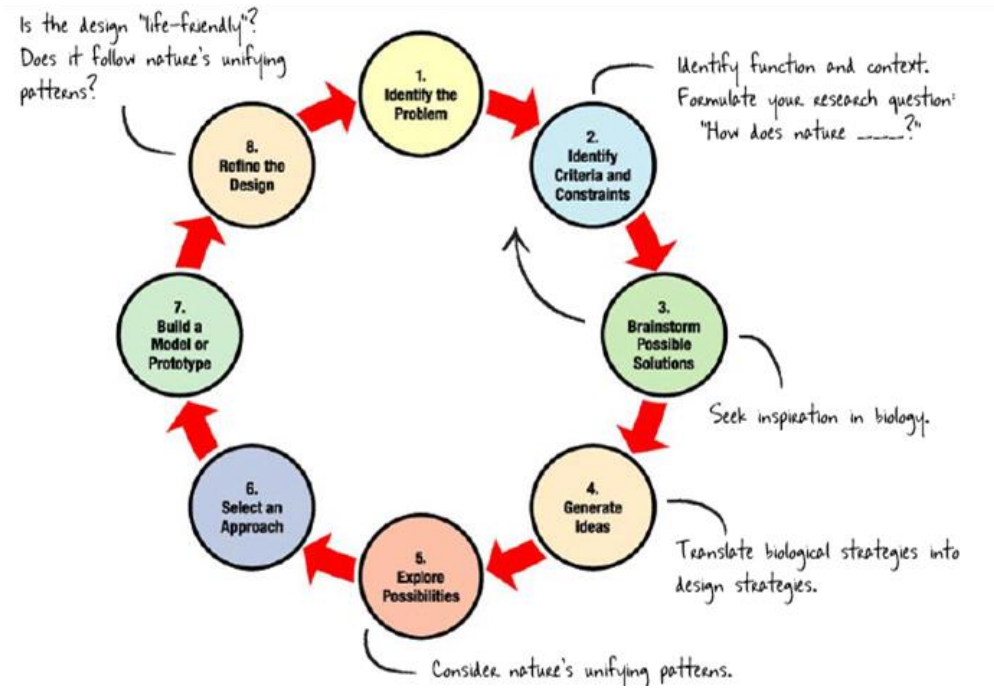 Is the design "life-friendly"?
Does it follow nature's unifying
patterns?
1.
Identify the
Problem
Identify function and context.
Formulate your research question:
"How does nature _____?"
2.
Identify
Criteria and
Constraints
8.
Refine the
Design
3.
Brainstorm
Possible
Solutions
7.
Build a
Model or
Prototype
Seek inspiration in biology.
4.
Generate
Ideas
6.
Select an
Approach
Translate biological strategies into
design strategies.
5.
Explore
Possibilities
Consider nature's unifying patterns.